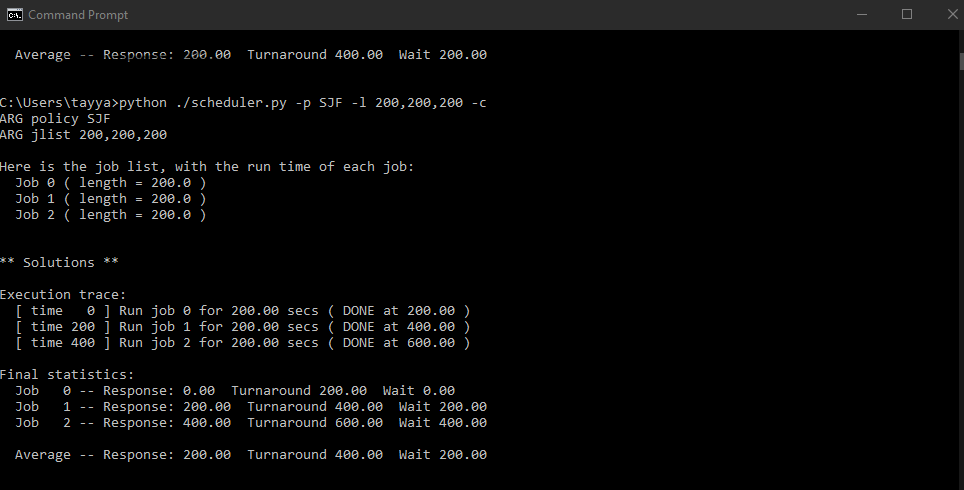 Command Prompt
  Average -- Response: 200.00  Turnaround 400.00  Wait 200.00
C:\Users\tayya>python ./scheduler.py -p SJF -l 200,200,200 -c
ARG policy SJF
ARG jlist 200,200,200
Here is the job list, with the run time of each job:
  Job 0 ( length = 200.0 )
  Job 1 ( length = 200.0 )
  Job 2 ( length = 200.0 )
** Solutions **
Execution trace:
  [ time   0 ] Run job 0 for 200.00 secs ( DONE at 200.00 )
  [ time 200 ] Run job 1 for 200.00 secs ( DONE at 400.00 )
  [ time 400 ] Run job 2 for 200.00 secs ( DONE at 600.00 )
Final statistics:
  Job   0 -- Response: 0.00  Turnaround 200.00  Wait 0.00
  Job   1 -- Response: 200.00  Turnaround 400.00  Wait 200.00
  Job   2 -- Response: 400.00  Turnaround 600.00  Wait 400.00
  Average -- Response: 200.00  Turnaround 400.00  Wait 200.00